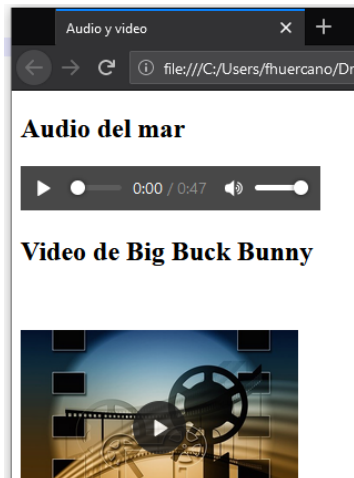 Audio y video
file:///C:/Users/fhuercano/Dr
Audio del mar
0:00 / 0:47
Video de Big Buck Bunny